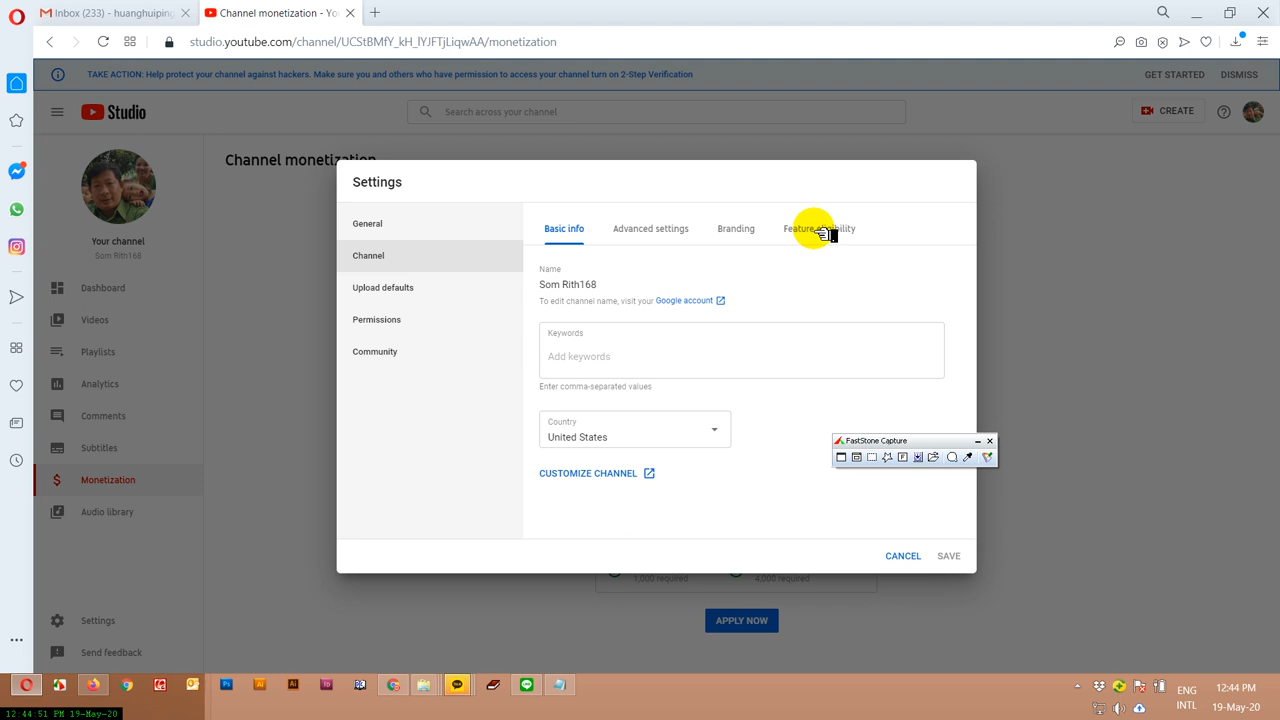 Inbox (233) - huanghuiping
Channel monetization - Yo
studio.youtube.com/channel/UCStBMfY_kH_lYJFTjLiqwAA/monetization
TAKE ACTION: Help protect your channel against hackers. Make sure you and others who have permission to access your channel turn on 2-Step Verification
GET STARTED
DISMISS
Studio
Search across your channel
CREATE
Channel monetization
Your channel
Som Rith168
Dashboard
Videos
Playlists
Analytics
Comments
Subtitles
Monetization
Audio library
Settings
Send feedback
Settings
General
Channel
Upload defaults
Permissions
Community
Basic info
Advanced settings
Branding
Name
Som Rith168
To edit channel name, visit your Google account
Keywords
Add keywords
Enter comma-separated values
Country
United States
CUSTOMIZE CHANNEL
FastStone Capture
CANCEL
SAVE
1,000 required
4,000 required
APPLY NOW
ENG
INTL
12:44 PM
19-May-20
12:44:51 PM 19-May-20